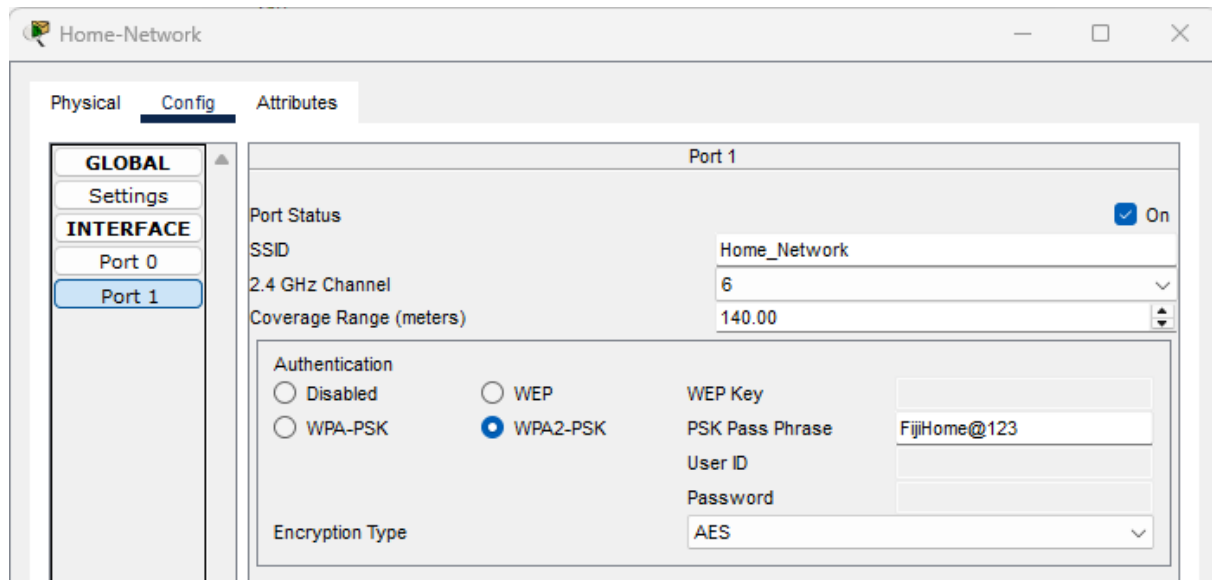 Home-Network
Physical Config Attributes
GLOBAL
Settings
INTERFACE
Port 0
Port 1
Port 1
Port Status On
SSID Home_Network
2.4 GHz Channel 6
Coverage Range (meters) 140.00
Authentication
Disabled WEP WEP Key
WPA-PSK WPA2-PSK PSK Pass Phrase FijiHome@123
User ID
Password
Encryption Type AES